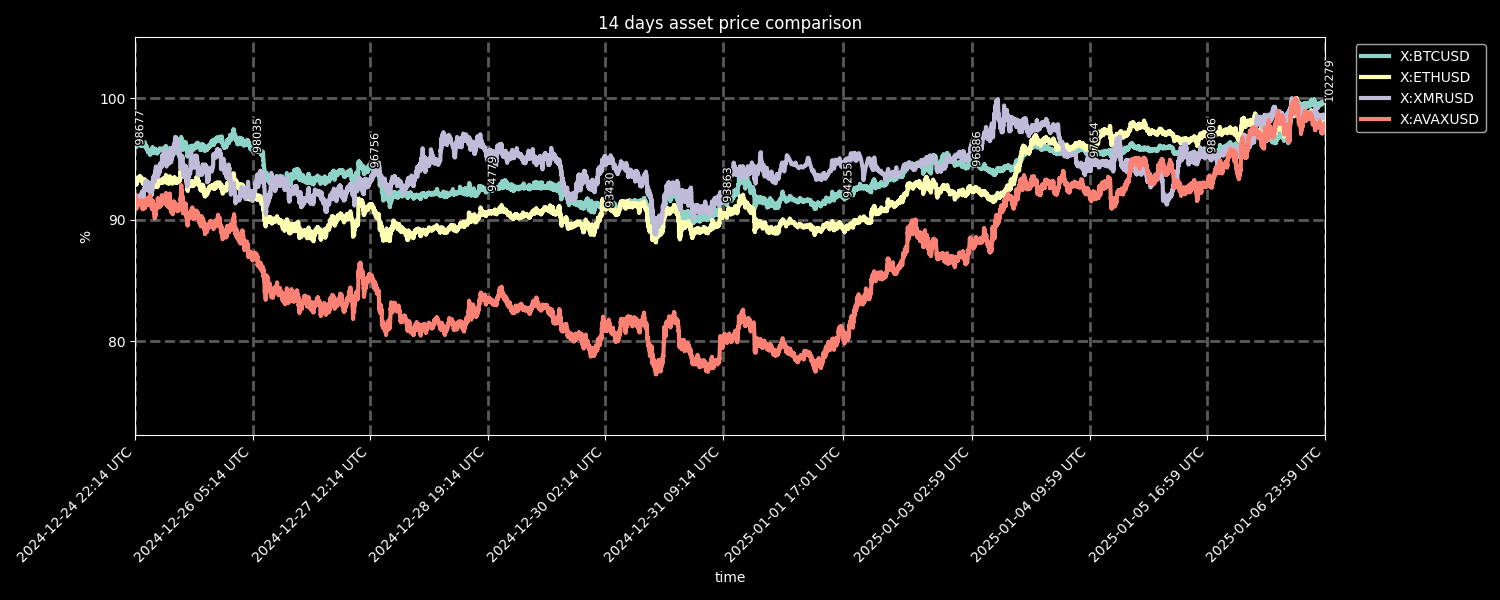 14 days asset price comparison
X:BTCUSD
X:ETHUSD
X:XMRUSD
X:AVAXUSD
100
90
80
%
98677
98035
96756
94779
93430
93863
94255
96886
97654
98006
102279
2024-12-24 22:14 UTC
2024-12-26 05:14 UTC
2024-12-27 12:14 UTC
2024-12-28 19:14 UTC
2024-12-30 02:14 UTC
2024-12-31 09:14 UTC
2025-01-01 17:01 UTC
2025-01-03 02:59 UTC
2025-01-04 09:59 UTC
2025-01-05 16:59 UTC
2025-01-06 23:59 UTC
time